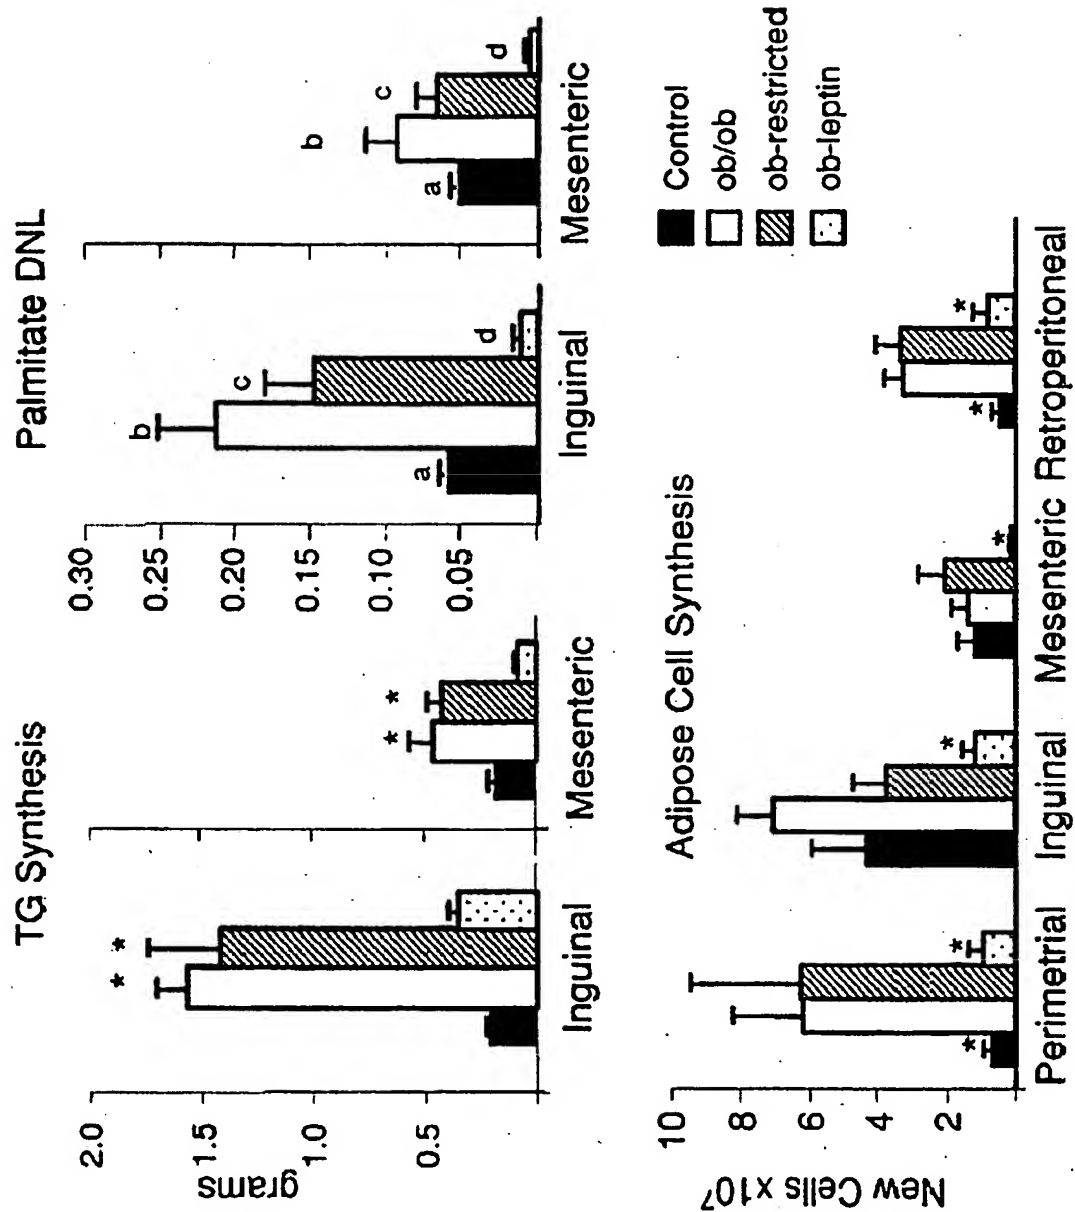 TG Synthesis
Palmitate DNL
grams
2.0
1.5
1.0
0.5
*
*
*
*
Inguinal
Mesenteric
0.30
0.25
0.20
0.15
0.10
0.05
a
b
c
d
a
b
c
d
Inguinal
Mesenteric
Adipose Cell Synthesis
New Cells x10⁷
10
8
6
4
2
*
*
*
*
*
*
Perimetrial
Inguinal
Mesenteric
Retroperitoneal
Control
ob/ob
ob-restricted
ob-leptin